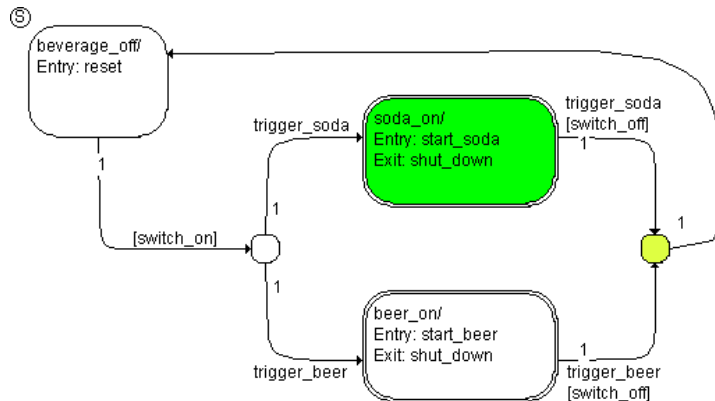 S
beverage_off/
Entry: reset
1
[switch_on]
trigger_soda
1
1
trigger_beer
soda_on/
Entry: start_soda
Exit: shut_down
beer_on/
Entry: start_beer
Exit: shut_down
trigger_soda
[switch_off]
1
1
1
trigger_beer
[switch_off]